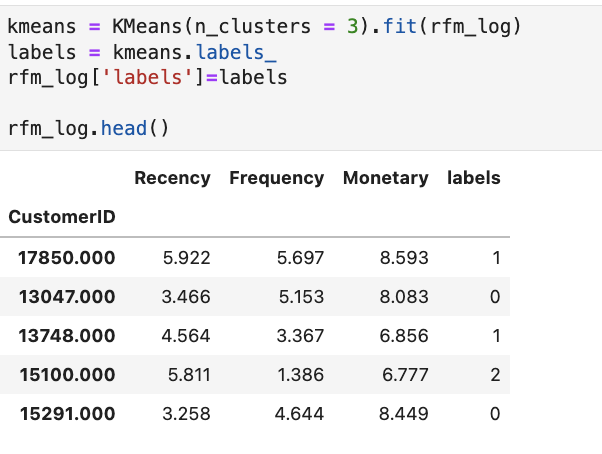 kmeans = KMeans(n_clusters = 3).fit(rfm_log)
labels = kmeans.labels_
rfm_log['labels']=labels
rfm_log.head()
Recency Frequency Monetary labels
CustomerID
17850.000 5.922 5.697 8.593 1
13047.000 3.466 5.153 8.083 0
13748.000 4.564 3.367 6.856 1
15100.000 5.811 1.386 6.777 2
15291.000 3.258 4.644 8.449 0